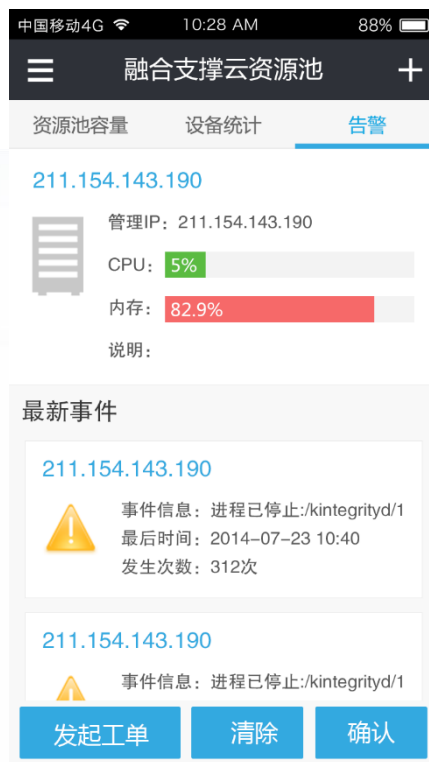 中国移动4G 10:28 AM 88%
融合支撑云资源池
资源池容量 设备统计 告警
211.154.143.190
管理IP：211.154.143.190
CPU： 5%
内存： 82.9%
说明：
最新事件
211.154.143.190
事件信息：进程已停止:/kintegrityd/1
最后时间：2014-07-23 10:40
发生次数：312次
211.154.143.190
事件信息：进程已停止:/kintegrityd/1
发起工单 清除 确认